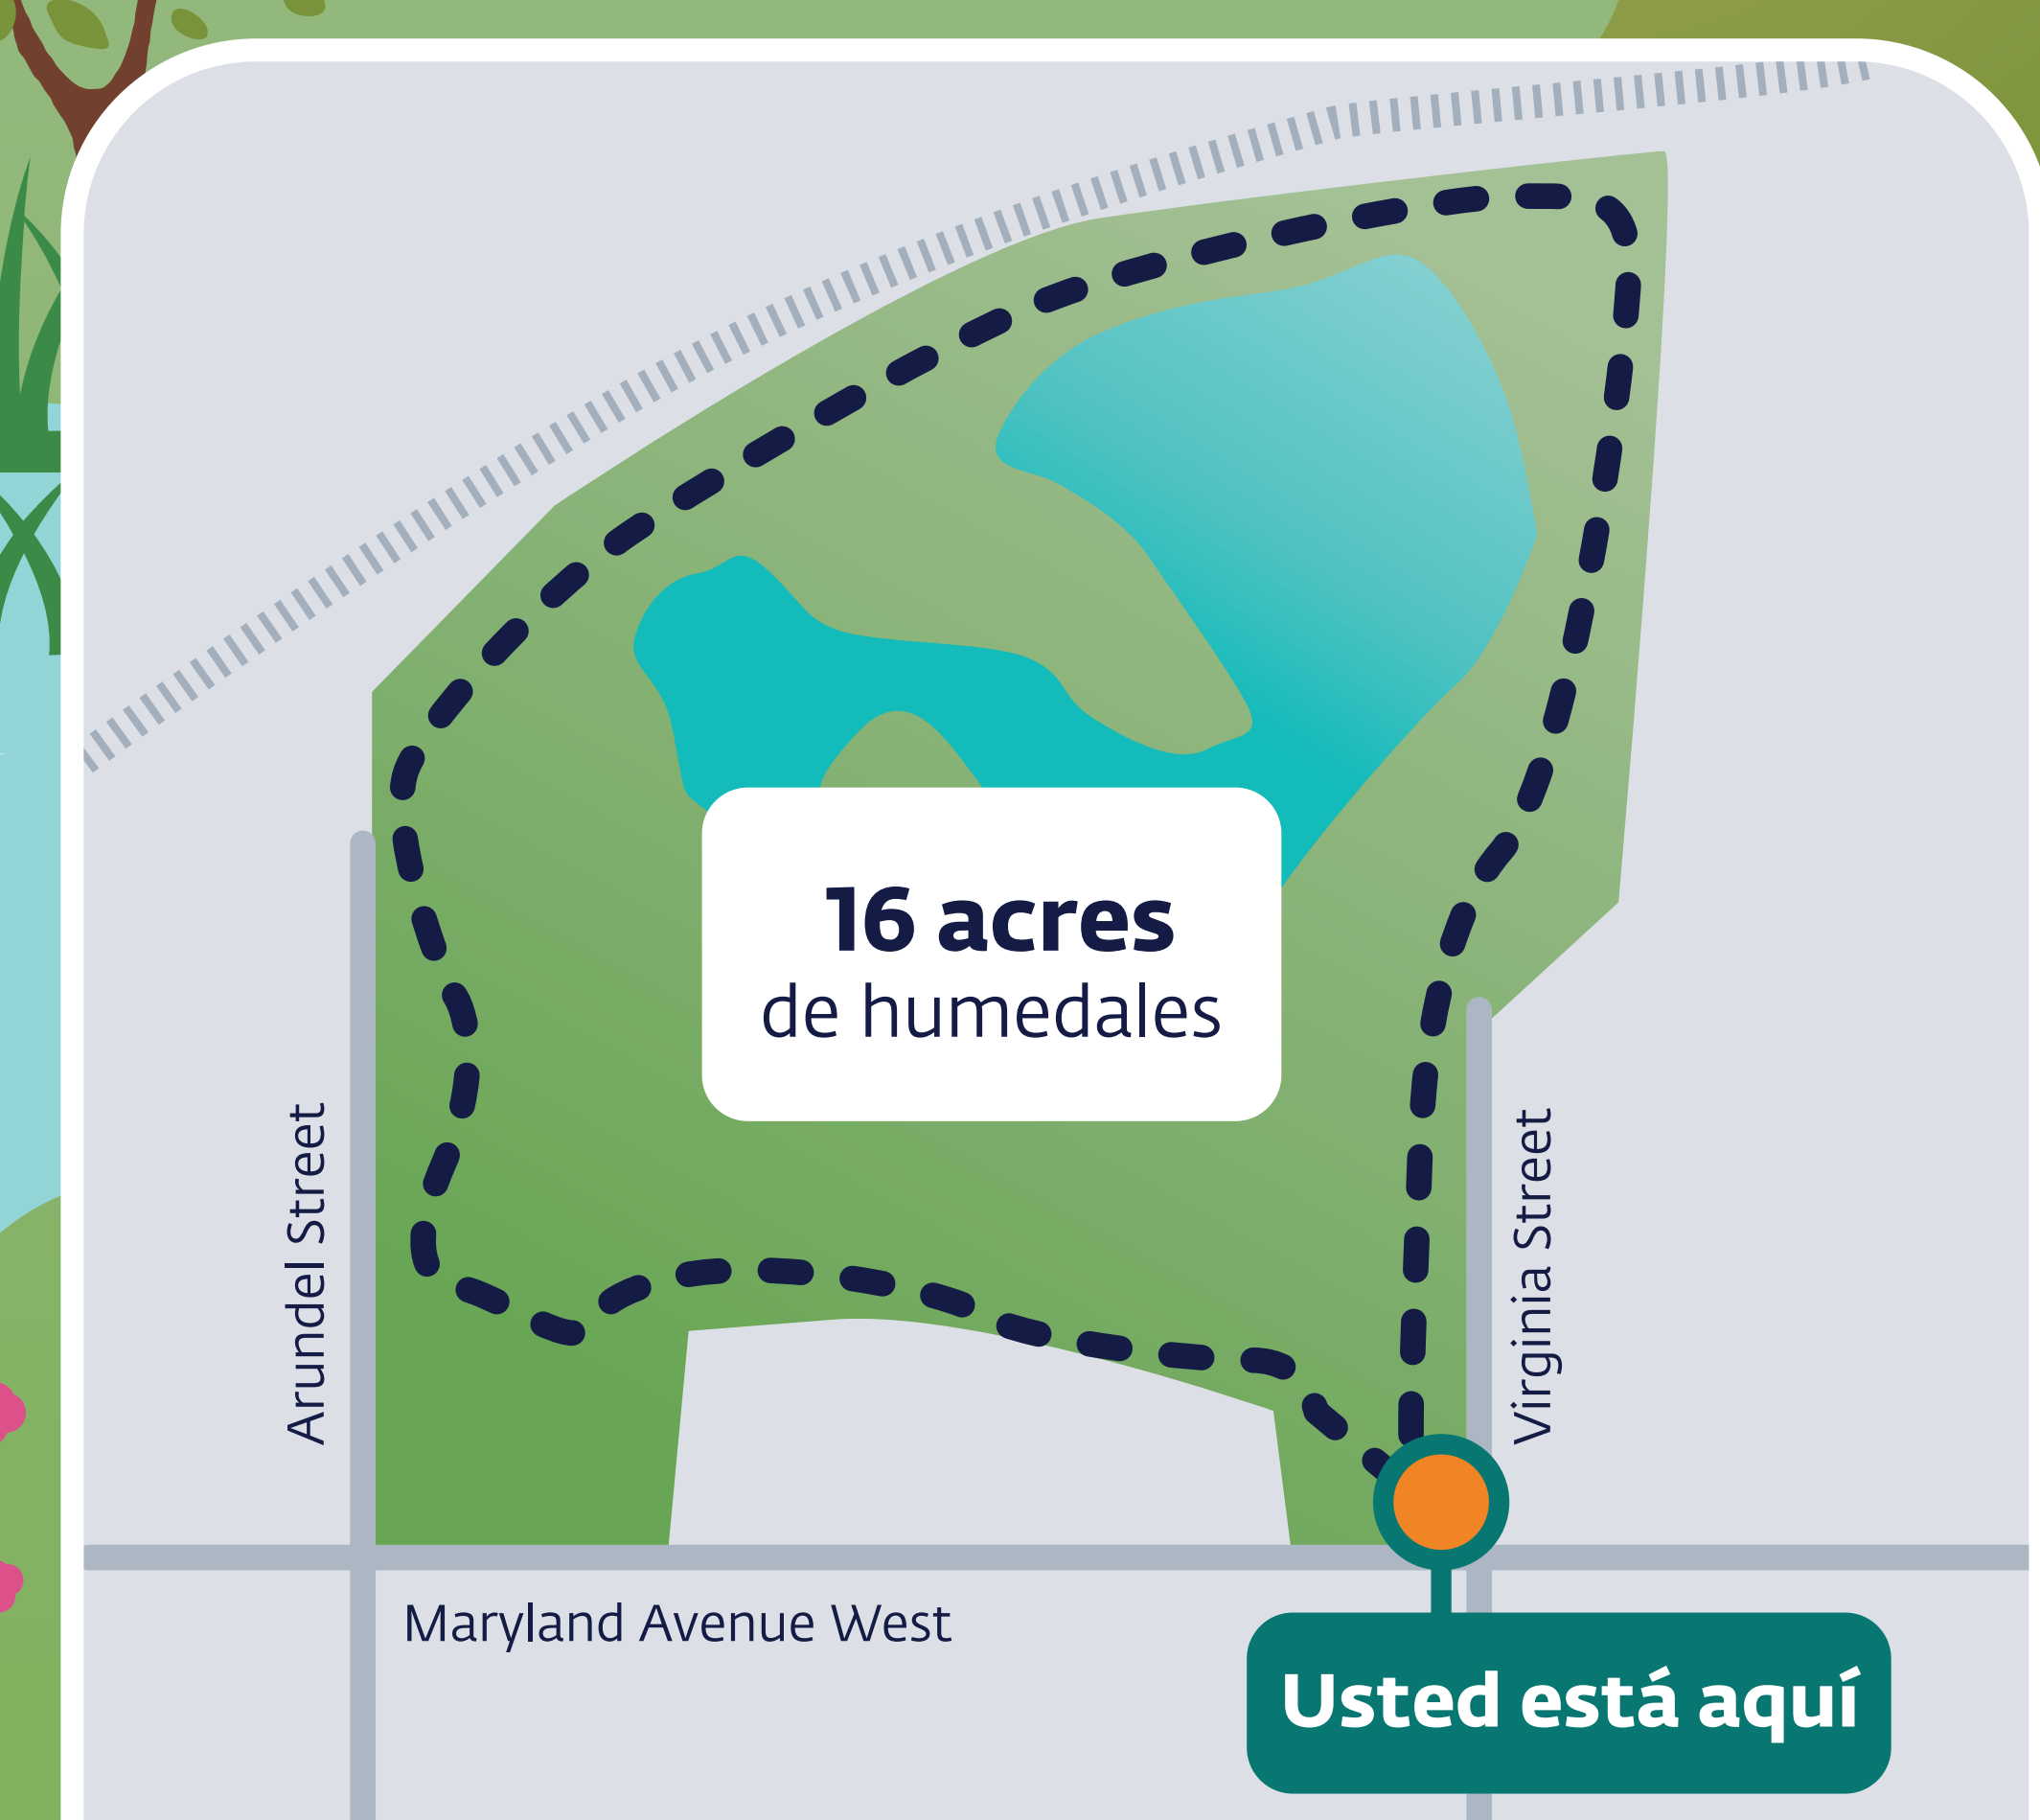 16 acres
de humedales
Arundel Street
Virginia Street
Maryland Avenue West
Usted está aquí